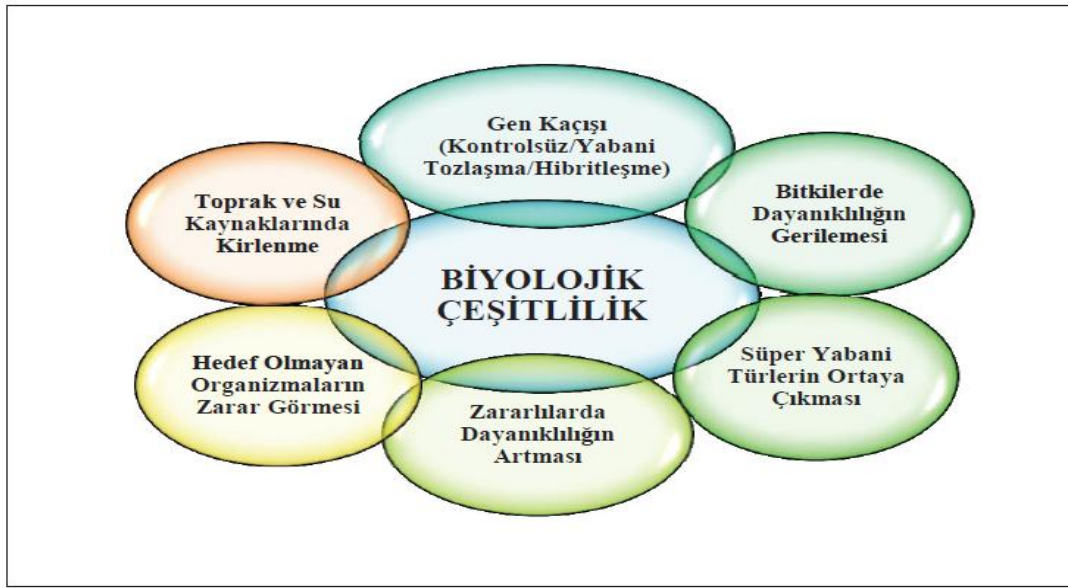 Gen Kaçışı
(Kontrolsüz/Yabani
Tozlaşma/Hibritleşme)
Toprak ve Su
Kaynaklarında
Kirlenme
Bitkilerde
Dayanıklılığın
Gerilemesi
BİYOLOJİK
ÇEŞİTLİLİK
Hedef Olmayan
Organizmaların
Zarar Görmesi
Süper Yabani
Türlerin Ortaya
Çıkması
Zararlılarda
Dayanıklılığın
Artması